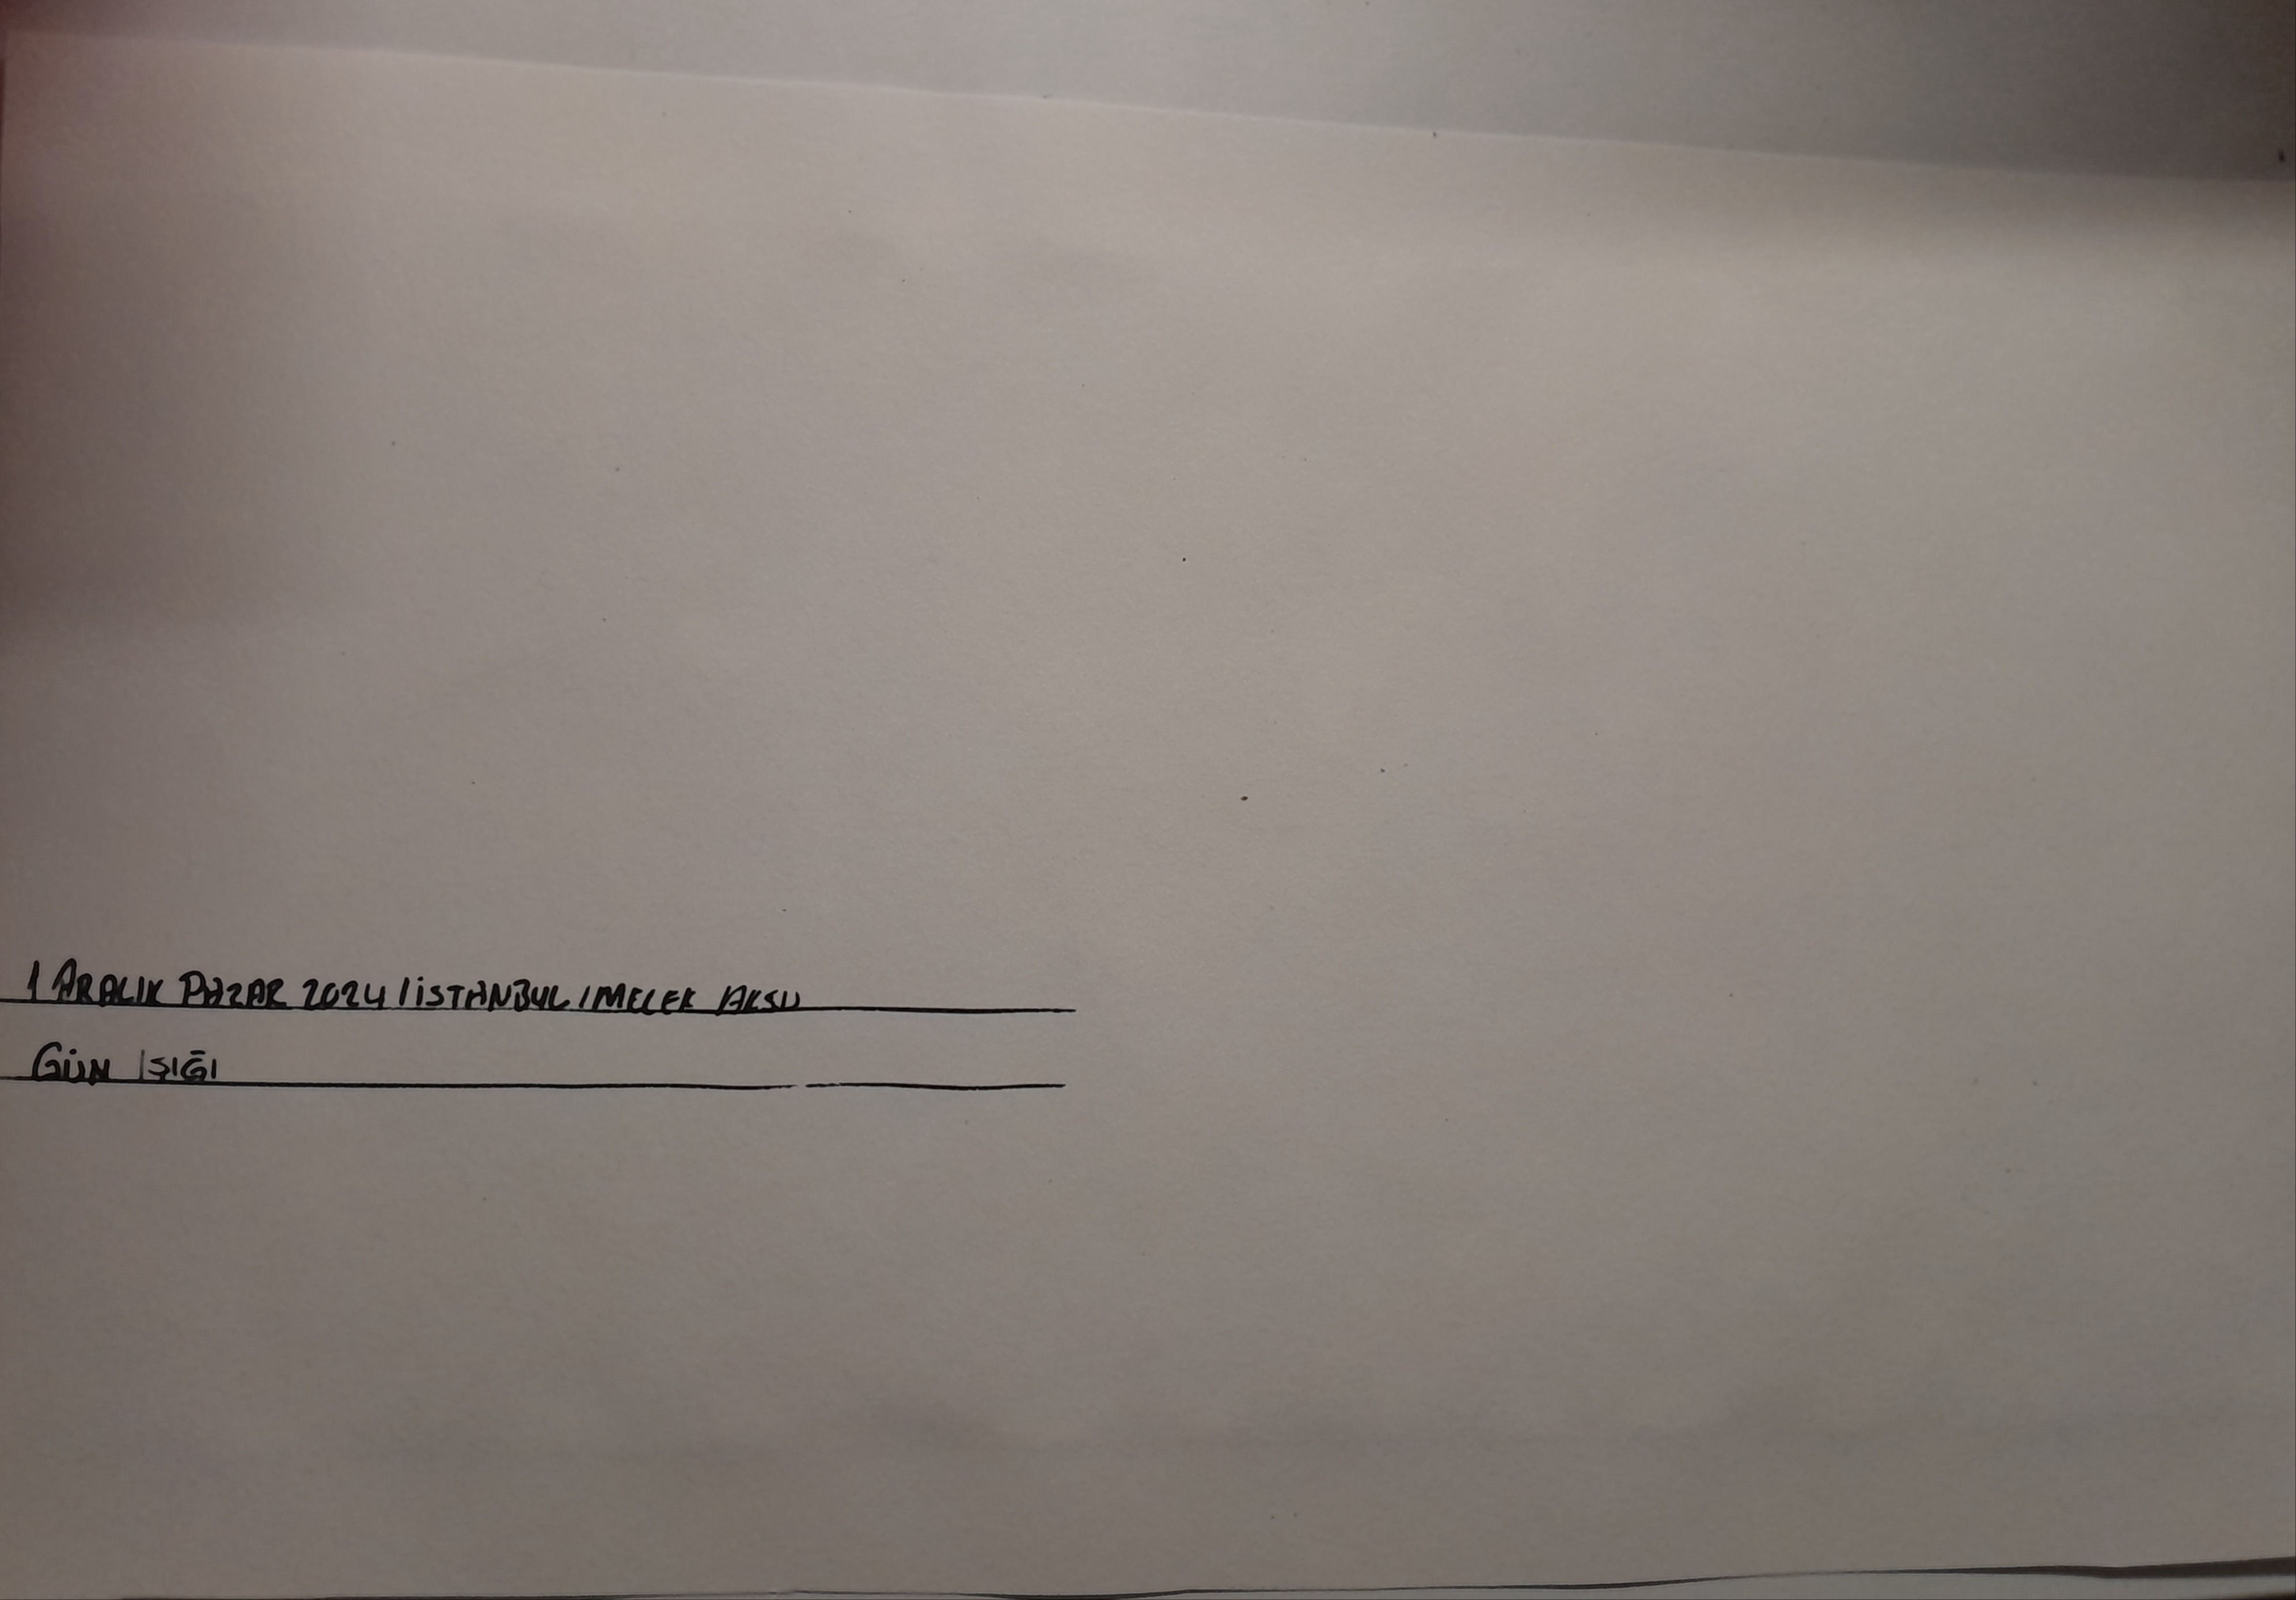 1 ARALIK PAZAR 2024 / İSTANBUL / MELEK AKSU
GÜN IŞIĞI